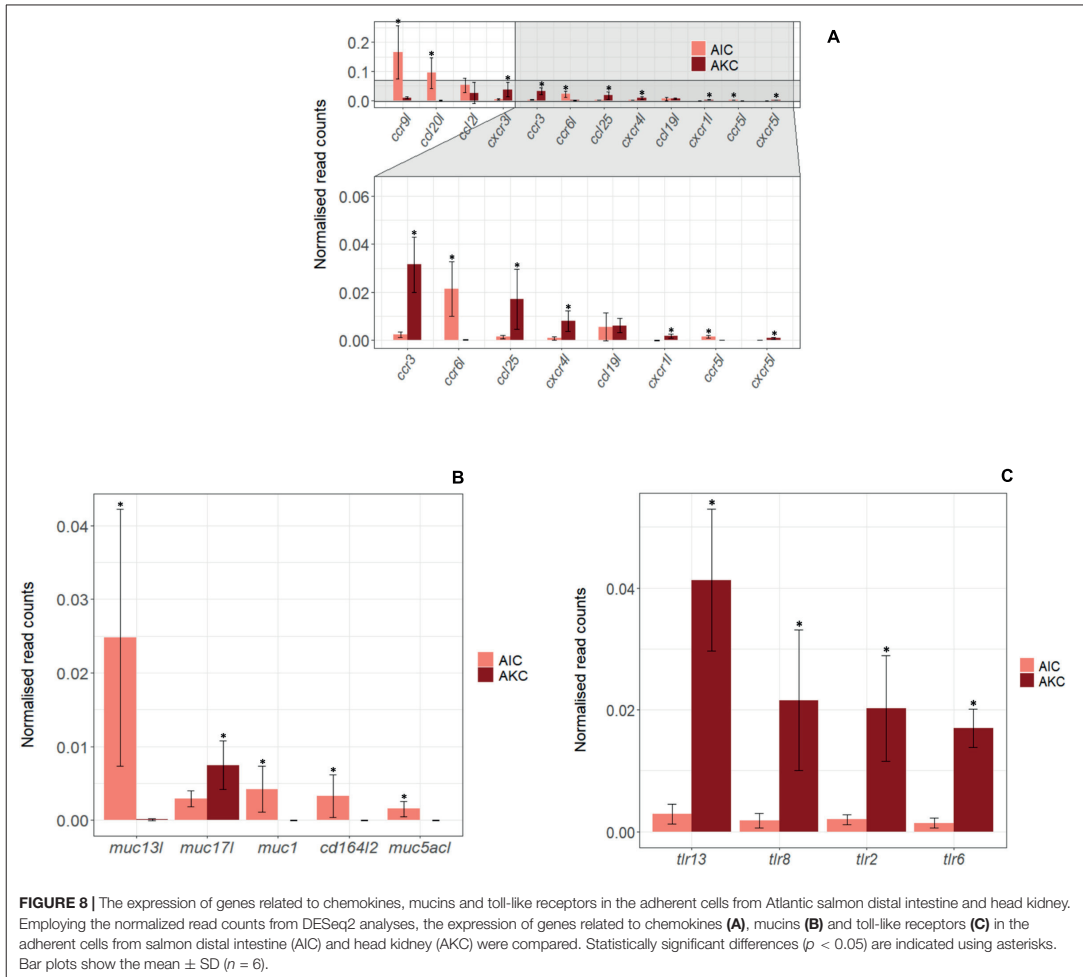 A
Normalised read counts
0.2
0.1
0.0
AIC
AKC
* * * * * * * * * *
ccr9l ccl20l ccl2l cxcr3l ccr3 ccr6l ccl25 cxcr4l ccl19l cxcr1l ccr5l cxcr5l
0.06
0.04
0.02
0.00
* * * * * * *
ccr3 ccr6l ccl25 cxcr4l ccl19l cxcr1l ccr5l cxcr5l
B
Normalised read counts
0.04
0.03
0.02
0.01
0.00
* * * * *
AIC
AKC
muc13l muc17l muc1 cd164l2 muc5acl
C
Normalised read counts
0.04
0.02
0.00
* * * *
AIC
AKC
tlr13 tlr8 tlr2 tlr6
FIGURE 8 | The expression of genes related to chemokines, mucins and toll-like receptors in the adherent cells from Atlantic salmon distal intestine and head kidney.
Employing the normalized read counts from DESeq2 analyses, the expression of genes related to chemokines (A), mucins (B) and toll-like receptors (C) in the
adherent cells from salmon distal intestine (AIC) and head kidney (AKC) were compared. Statistically significant differences (p < 0.05) are indicated using asterisks.
Bar plots show the mean ± SD (n = 6).